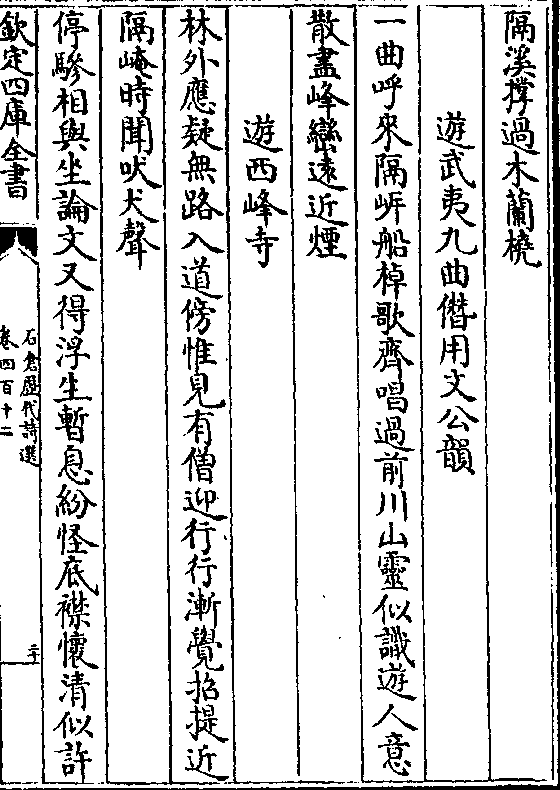 隔溪撐過木蘭橈
遊武夷九曲僭用文公韻
一曲呼來隔岍船棹歌齊唱過前川山靈似識遊人意
散盡峰巒遠近煙
遊西峰寺
林外應疑無路入道傍惟見有僧迎行行漸覺招提近
隔崦時聞吠犬聲
停驂相與坐論文又得浮生暫息紛怪底襟懷清似許
欽定四庫全書
石倉歷代詩選
卷四百十二
二十